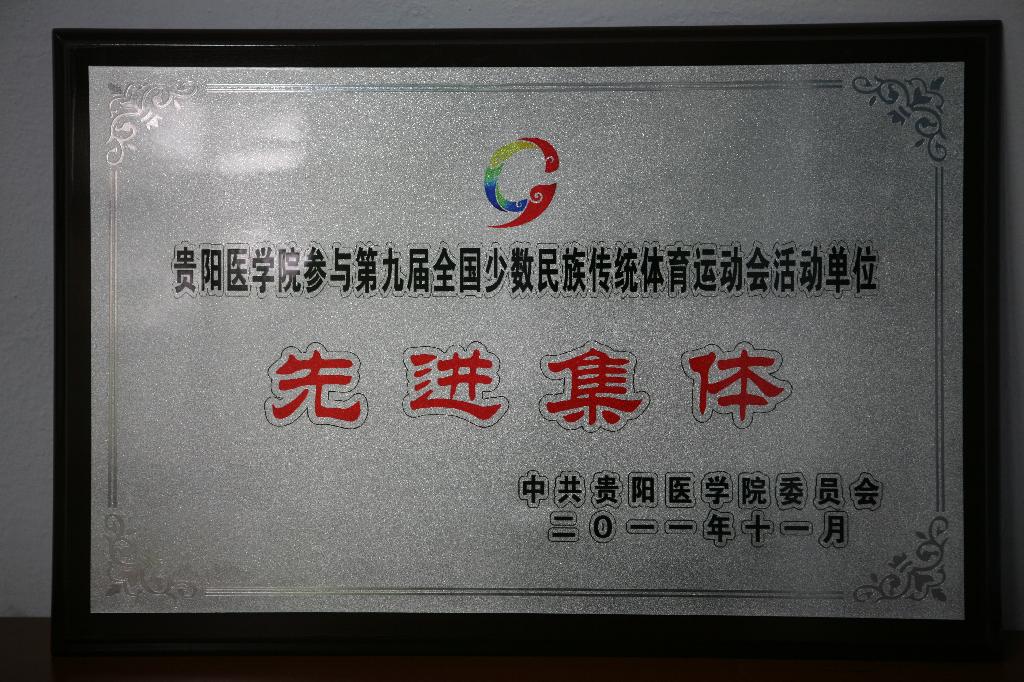 贵阳医学院参与第九届全国少数民族传统体育运动会活动单位
先进集体
中共贵阳医学院委员会
二0一一年十一月